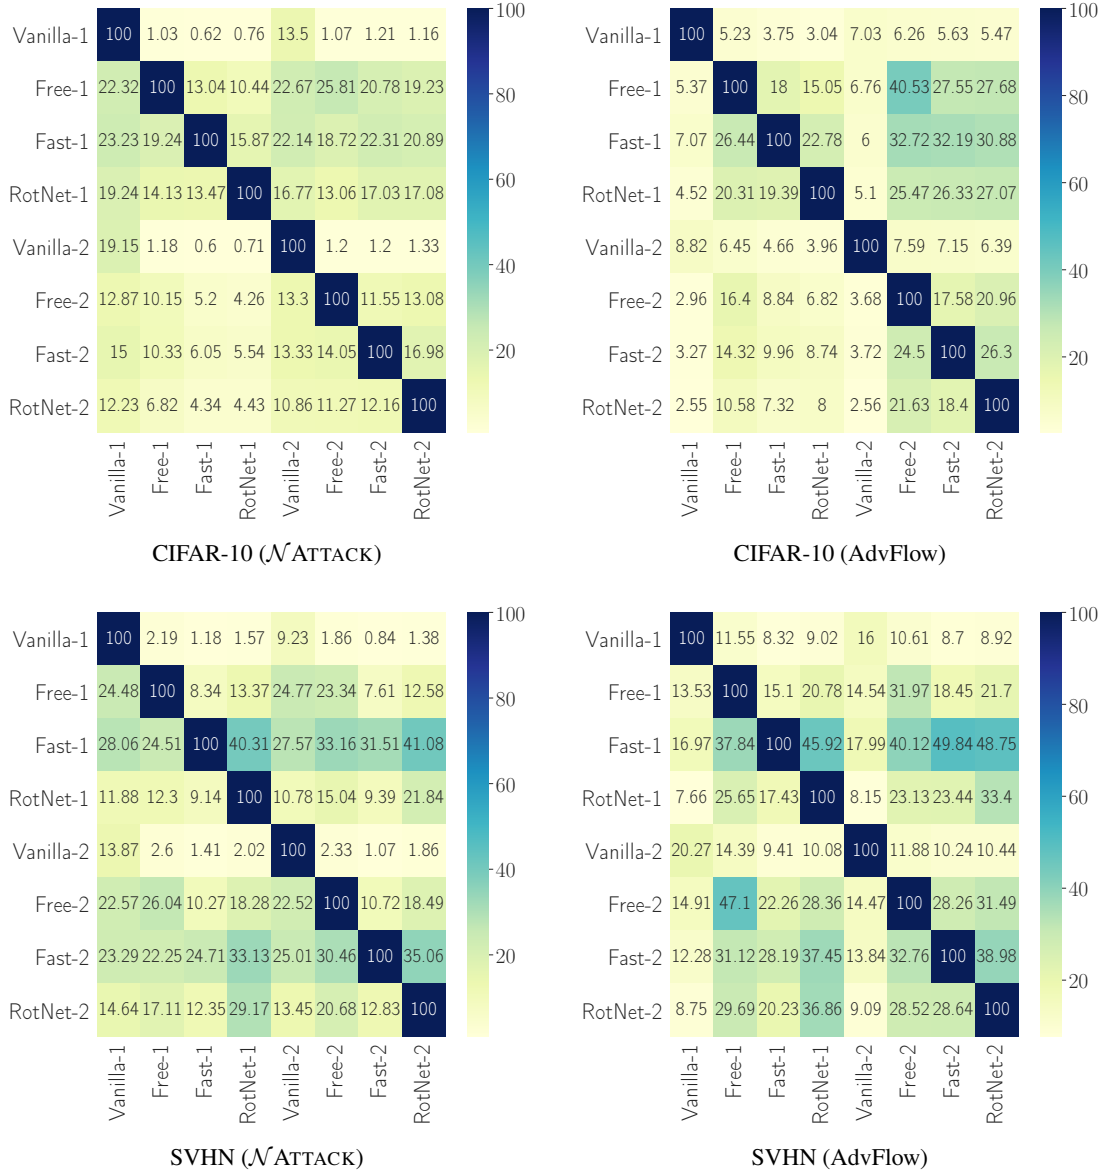 Vanilla-1 100 1.03 0.62 0.76 13.5 1.07 1.21 1.16
Free-1 22.32 100 13.04 10.44 22.67 25.81 20.78 19.23
Fast-1 23.23 19.24 100 15.87 22.14 18.72 22.31 20.89
RotNet-1 19.24 14.13 13.47 100 16.77 13.06 17.03 17.08
Vanilla-2 19.15 1.18 0.6 0.71 100 1.2 1.2 1.33
Free-2 12.87 10.15 5.2 4.26 13.3 100 11.55 13.08
Fast-2 15 10.33 6.05 5.54 13.33 14.05 100 16.98
RotNet-2 12.23 6.82 4.34 4.43 10.86 11.27 12.16 100
Vanilla-1 Free-1 Fast-1 RotNet-1 Vanilla-2 Free-2 Fast-2 RotNet-2
100
80
60
40
20
CIFAR-10 (𝒩ATTACK)
Vanilla-1 100 5.23 3.75 3.04 7.03 6.26 5.63 5.47
Free-1 5.37 100 18 15.05 6.76 40.53 27.55 27.68
Fast-1 7.07 26.44 100 22.78 6 32.72 32.19 30.88
RotNet-1 4.52 20.31 19.39 100 5.1 25.47 26.33 27.07
Vanilla-2 8.82 6.45 4.66 3.96 100 7.59 7.15 6.39
Free-2 2.96 16.4 8.84 6.82 3.68 100 17.58 20.96
Fast-2 3.27 14.32 9.96 8.74 3.72 24.5 100 26.3
RotNet-2 2.55 10.58 7.32 8 2.56 21.63 18.4 100
Vanilla-1 Free-1 Fast-1 RotNet-1 Vanilla-2 Free-2 Fast-2 RotNet-2
100
80
60
40
20
CIFAR-10 (AdvFlow)
Vanilla-1 100 2.19 1.18 1.57 9.23 1.86 0.84 1.38
Free-1 24.48 100 8.34 13.37 24.77 23.34 7.61 12.58
Fast-1 28.06 24.51 100 40.31 27.57 33.16 31.51 41.08
RotNet-1 11.88 12.3 9.14 100 10.78 15.04 9.39 21.84
Vanilla-2 13.87 2.6 1.41 2.02 100 2.33 1.07 1.86
Free-2 22.57 26.04 10.27 18.28 22.52 100 10.72 18.49
Fast-2 23.29 22.25 24.71 33.13 25.01 30.46 100 35.06
RotNet-2 14.64 17.11 12.35 29.17 13.45 20.68 12.83 100
Vanilla-1 Free-1 Fast-1 RotNet-1 Vanilla-2 Free-2 Fast-2 RotNet-2
100
80
60
40
20
SVHN (𝒩ATTACK)
Vanilla-1 100 11.55 8.32 9.02 16 10.61 8.7 8.92
Free-1 13.53 100 15.1 20.78 14.54 31.97 18.45 21.7
Fast-1 16.97 37.84 100 45.92 17.99 40.12 49.84 48.75
RotNet-1 7.66 25.65 17.43 100 8.15 23.13 23.44 33.4
Vanilla-2 20.27 14.39 9.41 10.08 100 11.88 10.24 10.44
Free-2 14.91 47.1 22.26 28.36 14.47 100 28.26 31.49
Fast-2 12.28 31.12 28.19 37.45 13.84 32.76 100 38.98
RotNet-2 8.75 29.69 20.23 36.86 9.09 28.52 28.64 100
Vanilla-1 Free-1 Fast-1 RotNet-1 Vanilla-2 Free-2 Fast-2 RotNet-2
100
80
60
40
20
SVHN (AdvFlow)